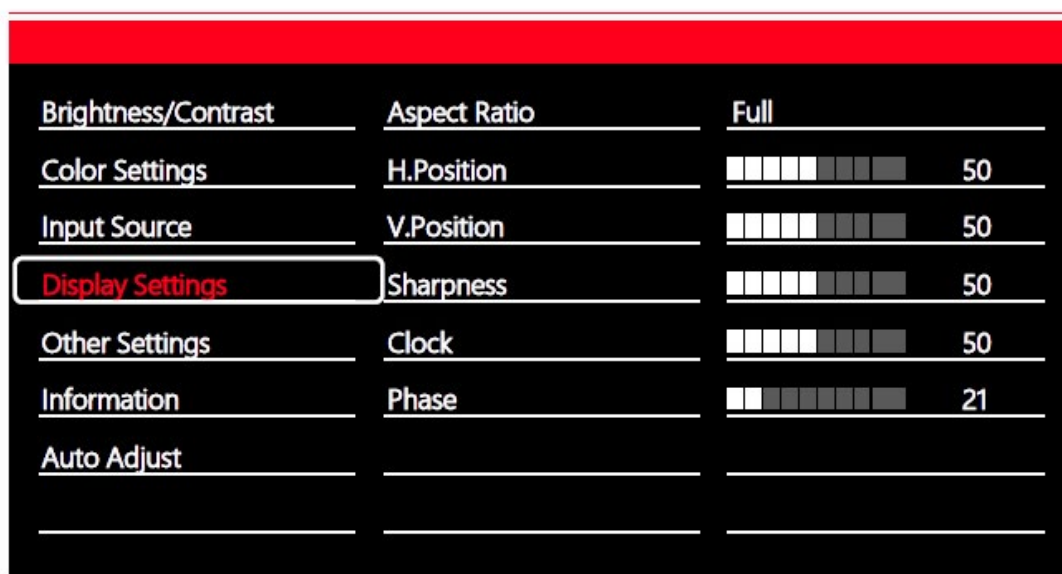 Brightness/Contrast Aspect Ratio Full
Color Settings H.Position 50
Input Source V.Position 50
Display Settings Sharpness 50
Other Settings Clock 50
Information Phase 21
Auto Adjust